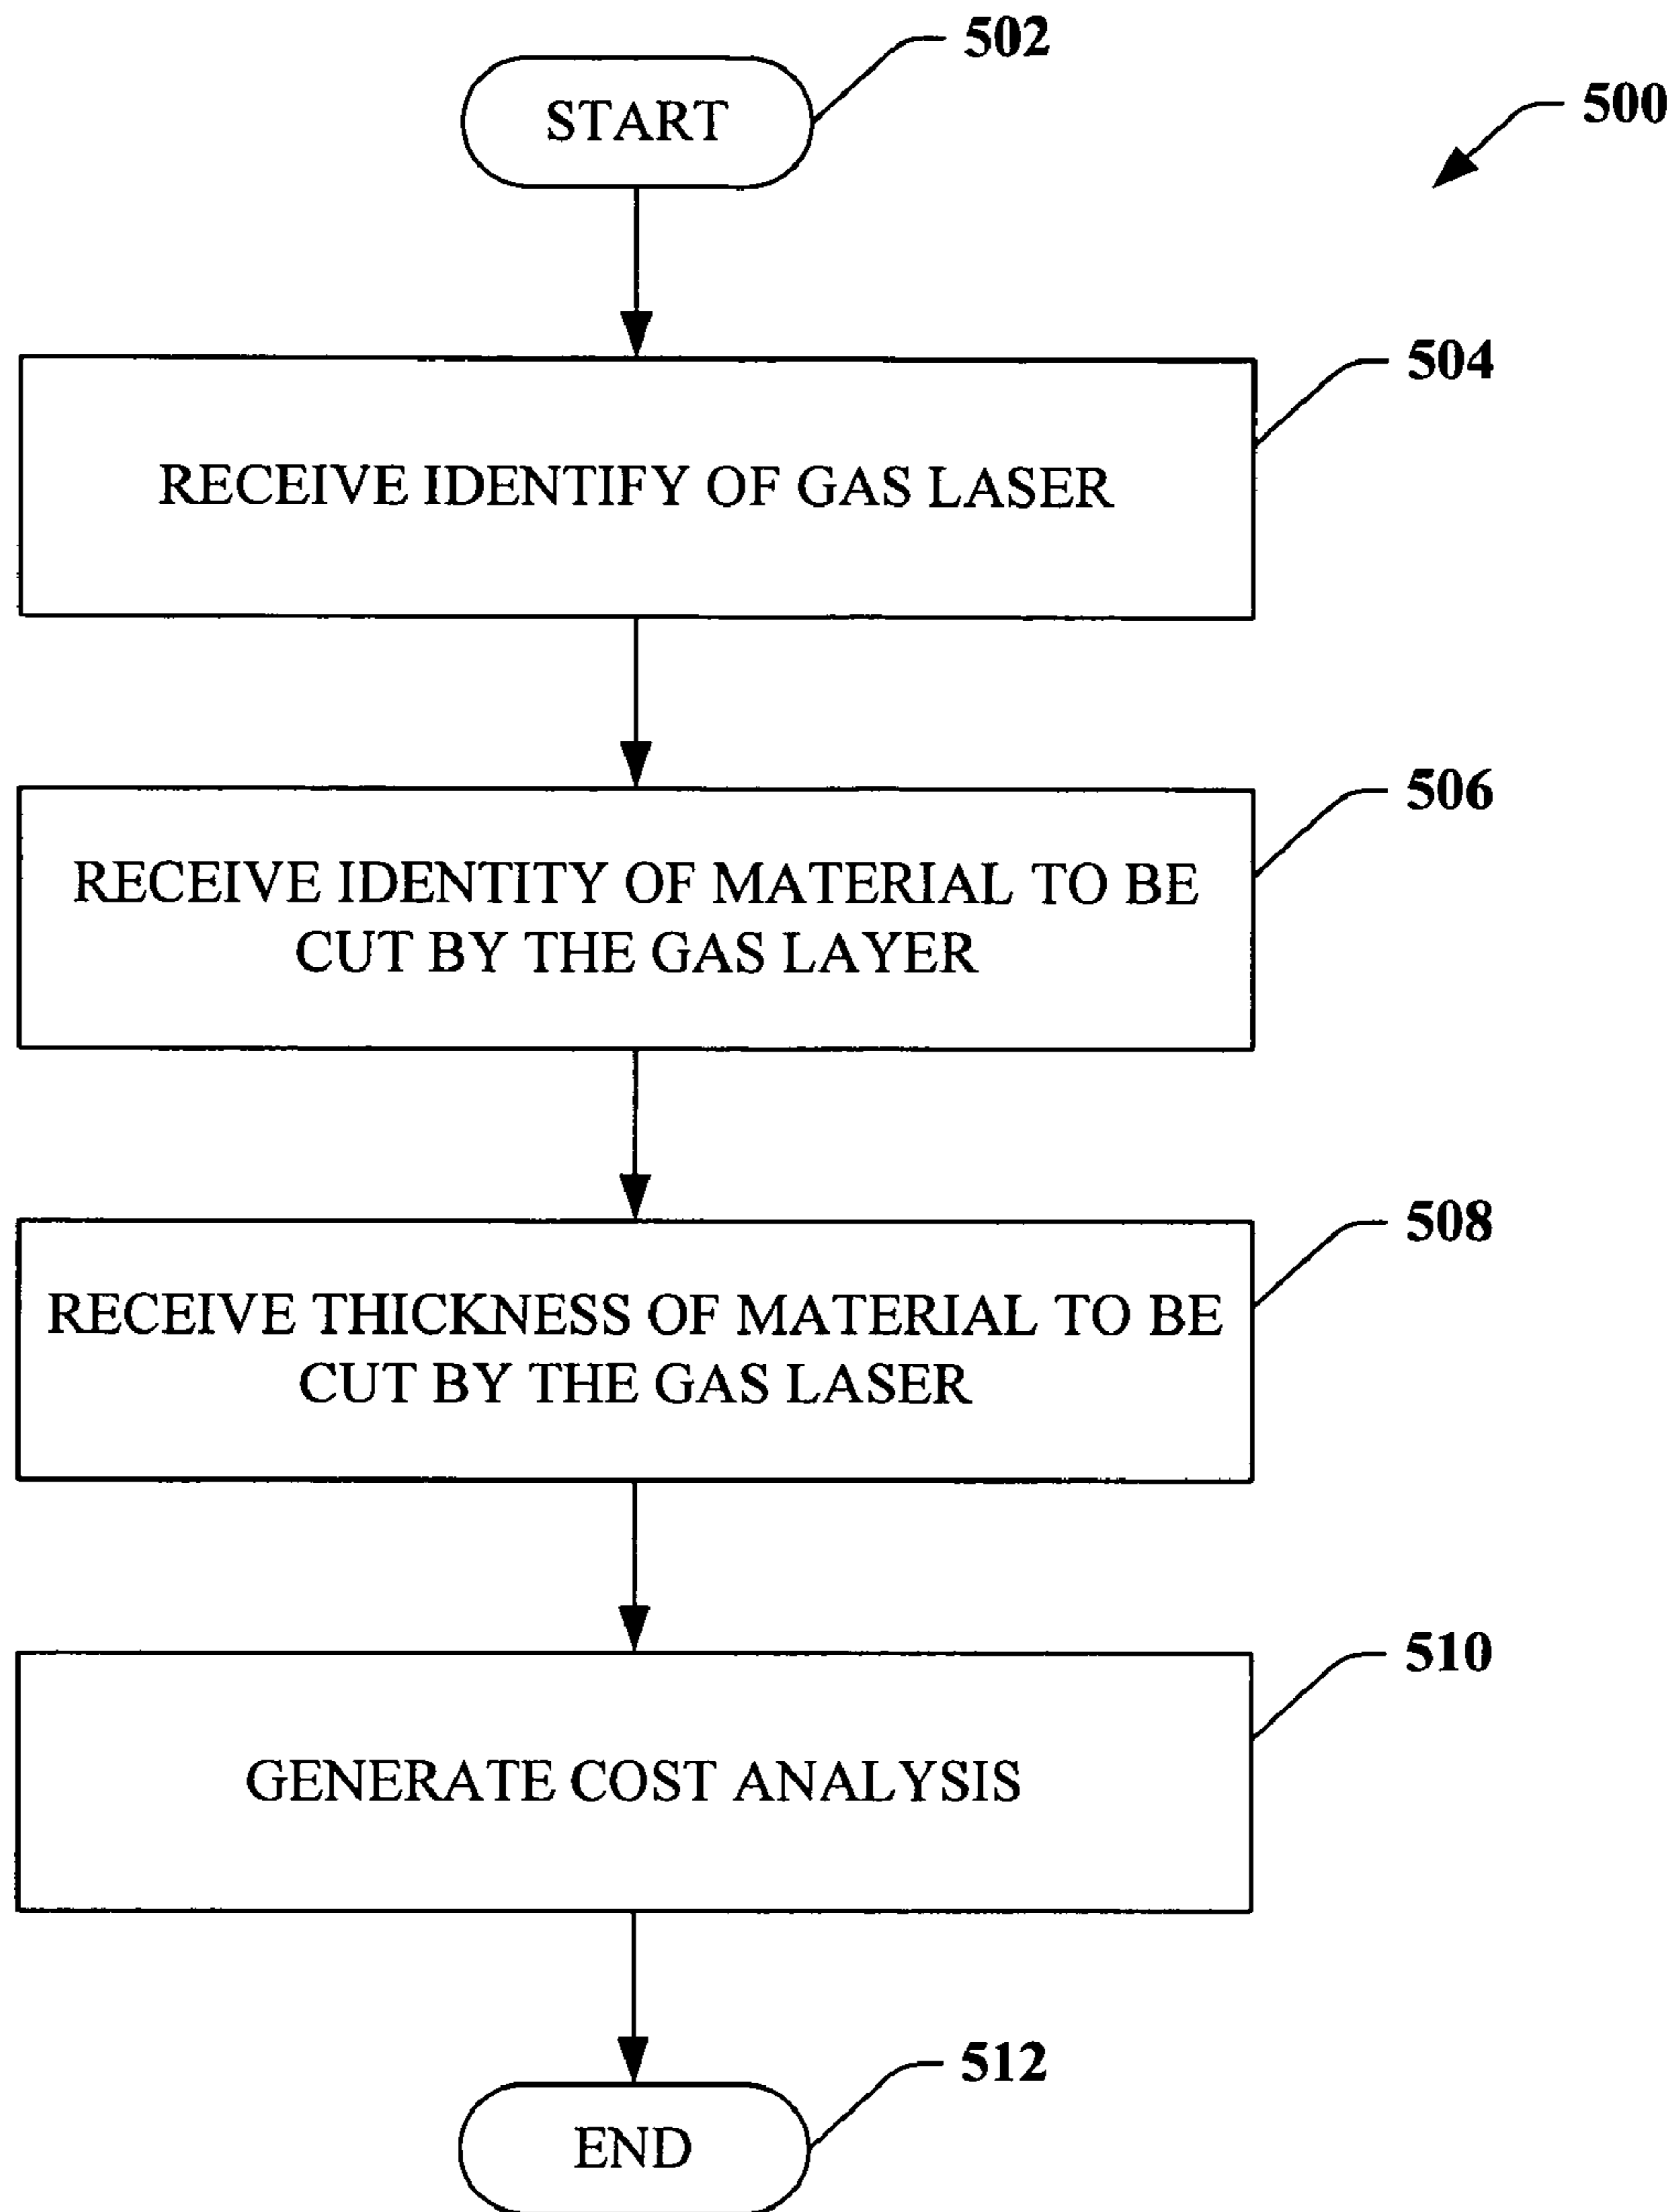 502
START
500
504
RECEIVE IDENTIFY OF GAS LASER
506
RECEIVE IDENTITY OF MATERIAL TO BE
CUT BY THE GAS LAYER
508
RECEIVE THICKNESS OF MATERIAL TO BE
CUT BY THE GAS LASER
510
GENERATE COST ANALYSIS
512
END